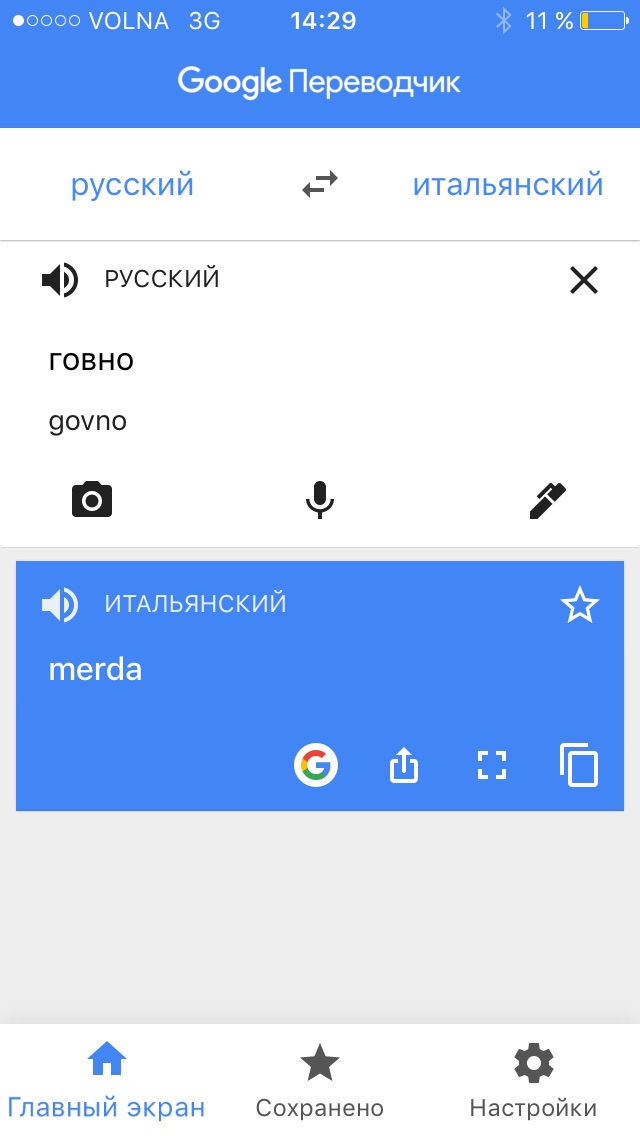 VOLNA 3G 14:29 11 %
Google Переводчик
русский итальянский
РУССКИЙ
говно
govno
ИТАЛЬЯНСКИЙ
merda
Главный экран Сохранено Настройки